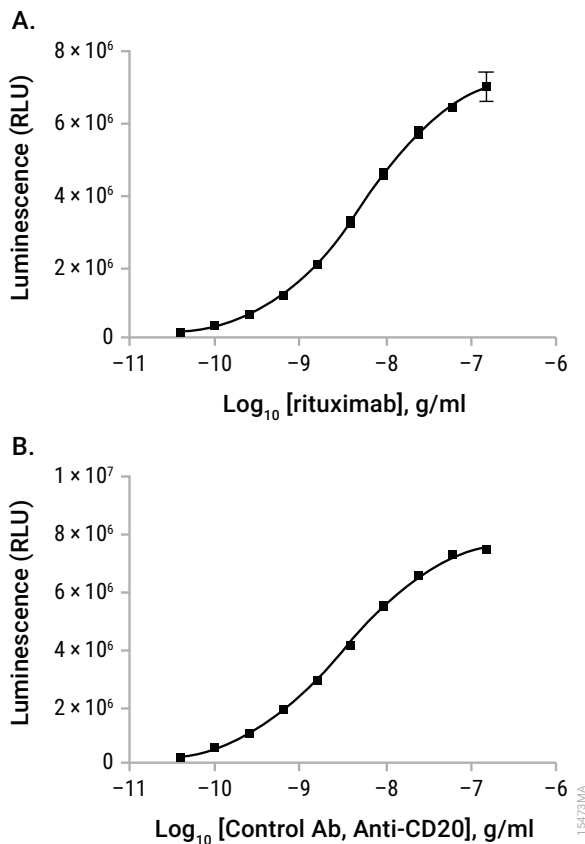 A.
8 × 10⁶
6 × 10⁶
4 × 10⁶
2 × 10⁶
0
Luminescence (RLU)
−11 −10 −9 −8 −7 −6
Log₁₀ [rituximab], g/ml
B.
1 × 10⁷
8 × 10⁶
6 × 10⁶
4 × 10⁶
2 × 10⁶
0
Luminescence (RLU)
−11 −10 −9 −8 −7 −6
Log₁₀ [Control Ab, Anti-CD20], g/ml
15473MA